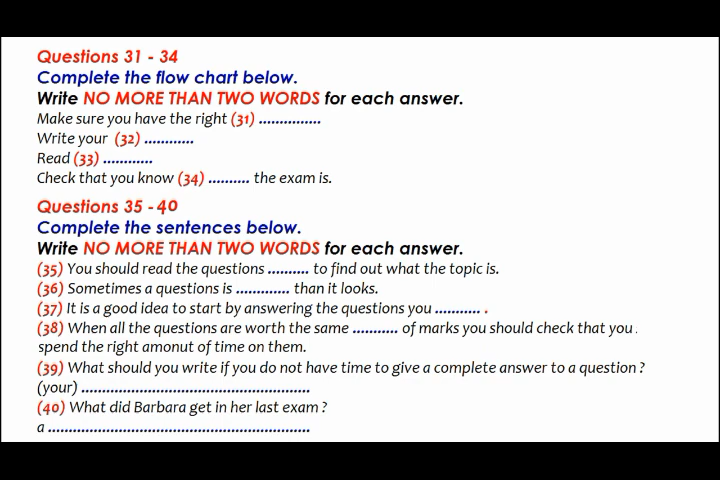 Questions 31 - 34
Complete the flow chart below.
Write NO MORE THAN TWO WORDS for each answer.
Make sure you have the right (31) ...............
Write your (32) ............
Read (33) ............
Check that you know (34) .......... the exam is.
Questions 35 - 40
Complete the sentences below.
Write NO MORE THAN TWO WORDS for each answer.
(35) You should read the questions .......... to find out what the topic is.
(36) Sometimes a questions is ............. than it looks.
(37) It is a good idea to start by answering the questions you ........... .
(38) When all the questions are worth the same ........... of marks you should check that you.
spend the right amonut of time on them.
(39) What should you write if you do not have time to give a complete answer to a question ?
(your) .......................................................
(40) What did Barbara get in her last exam ?
a ...............................................................